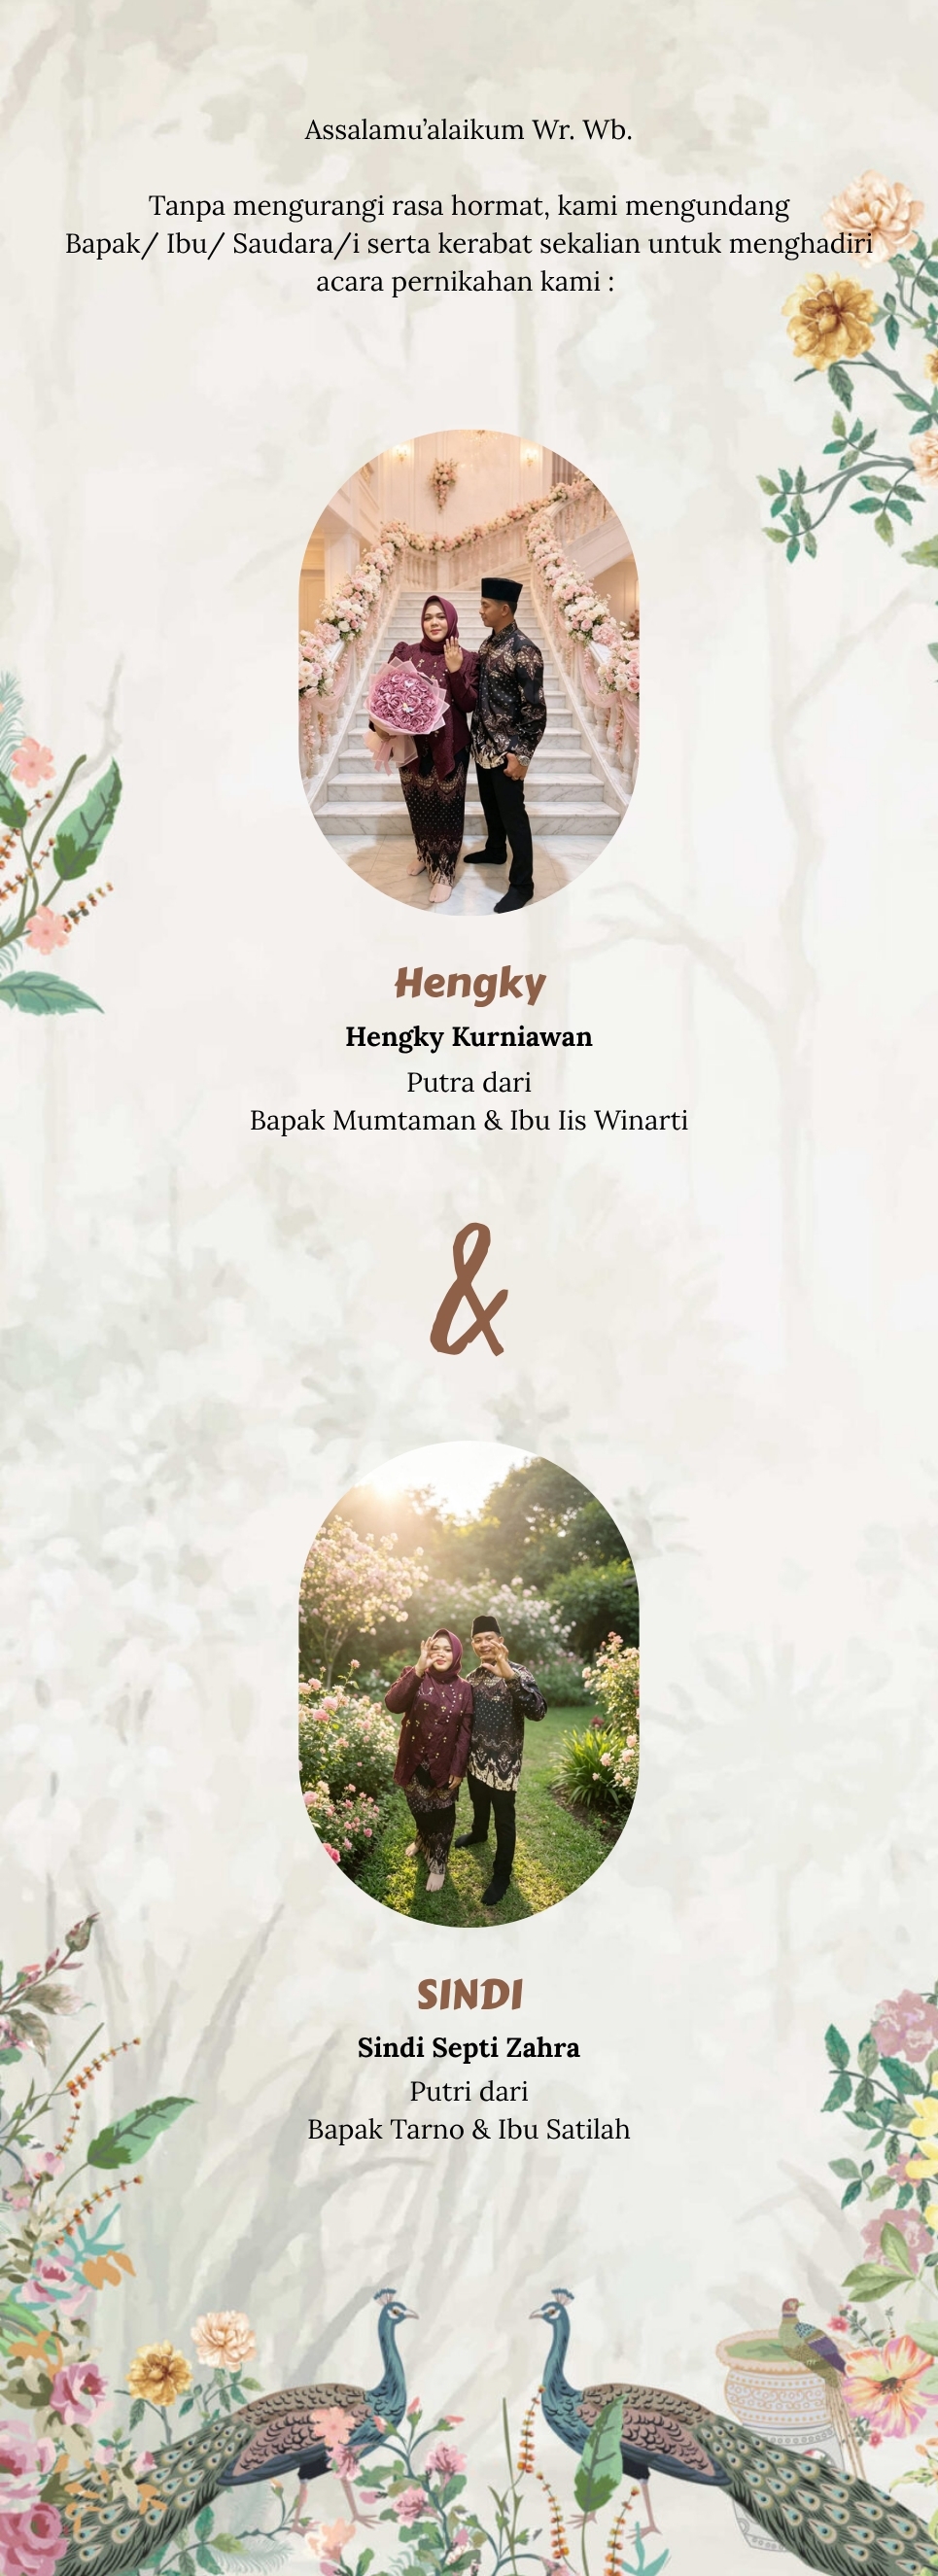 Assalamu’alaikum Wr. Wb.
Tanpa mengurangi rasa hormat, kami mengundang
Bapak/ Ibu/ Saudara/i serta kerabat sekalian untuk menghadiri
acara pernikahan kami :
Hengky
Hengky Kurniawan
Putra dari
Bapak Mumtaman & Ibu Iis Winarti
&
SINDI
Sindi Septi Zahra
Putri dari
Bapak Tarno & Ibu Satilah